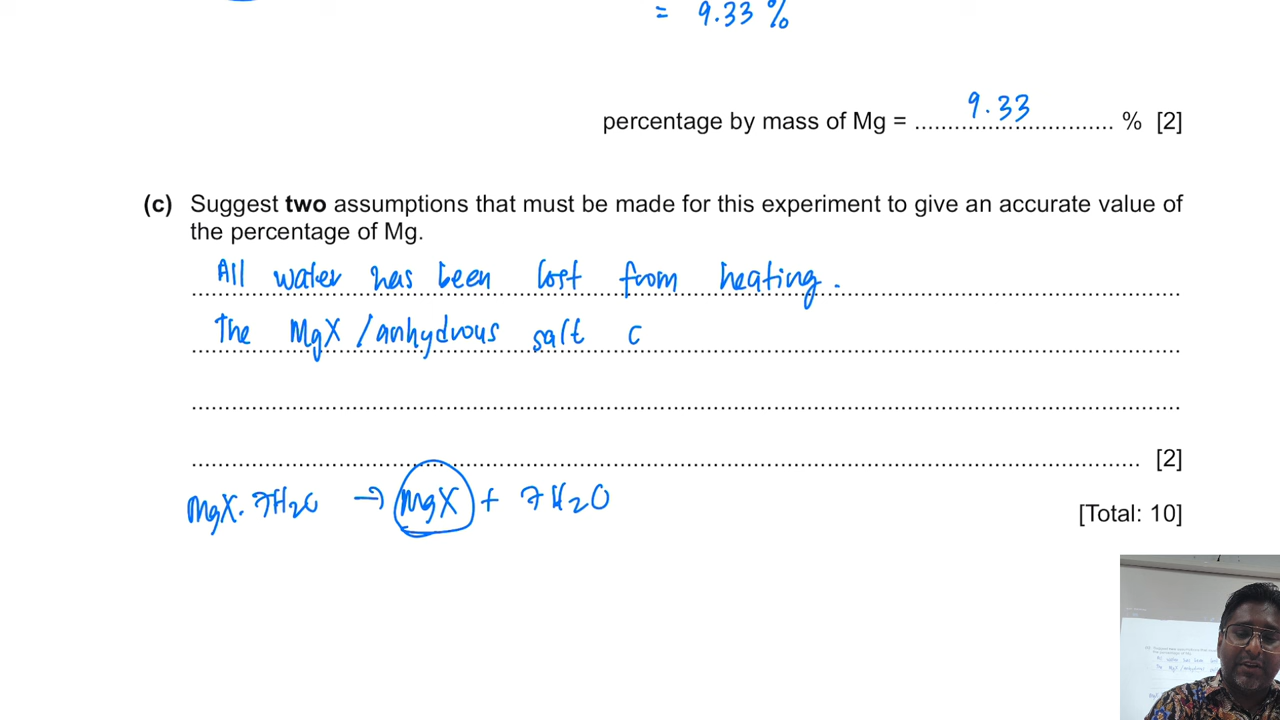 = 9.33 %
9.33
percentage by mass of Mg = .............................. % [2]
(c) Suggest two assumptions that must be made for this experiment to give an accurate value of
the percentage of Mg.
All water has been lost from heating.
The MgX / anhydrous salt c
[2]
MgX. 7H2O → MgX + 7H2O
[Total: 10]